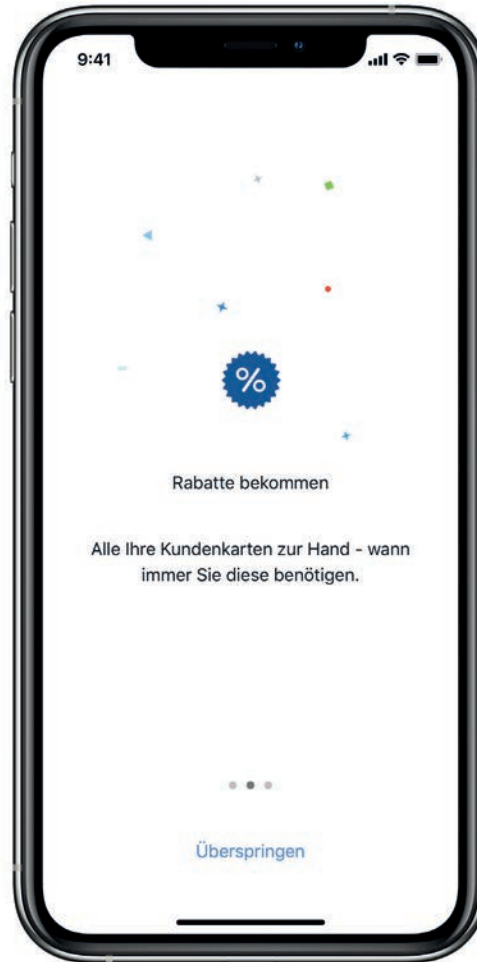 9:41
%
Rabatte bekommen
Alle Ihre Kundenkarten zur Hand - wann
immer Sie diese benötigen.
Überspringen